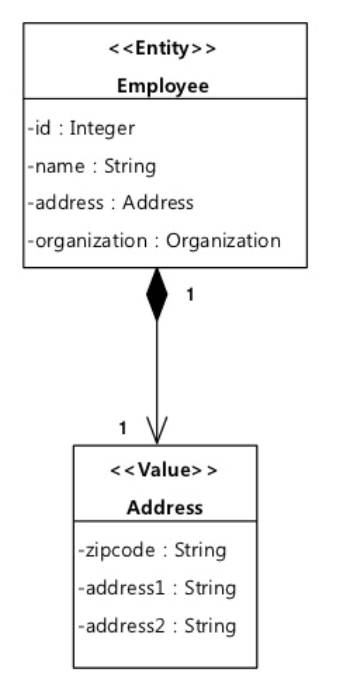 <<Entity>>
Employee
-id : Integer
-name : String
-address : Address
-organization : Organization
1
1
<<Value>>
Address
-zipcode : String
-address1 : String
-address2 : String